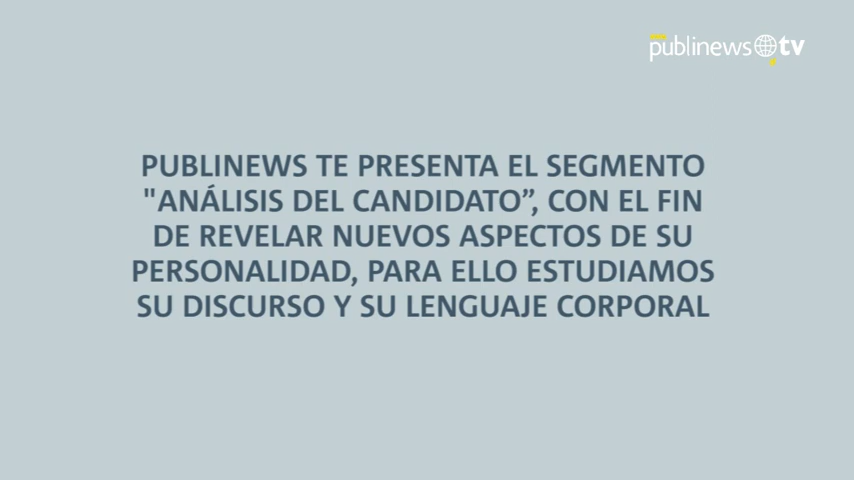 publinews tv
PUBLINEWS TE PRESENTA EL SEGMENTO
"ANÁLISIS DEL CANDIDATO”, CON EL FIN
DE REVELAR NUEVOS ASPECTOS DE SU
PERSONALIDAD, PARA ELLO ESTUDIAMOS
SU DISCURSO Y SU LENGUAJE CORPORAL